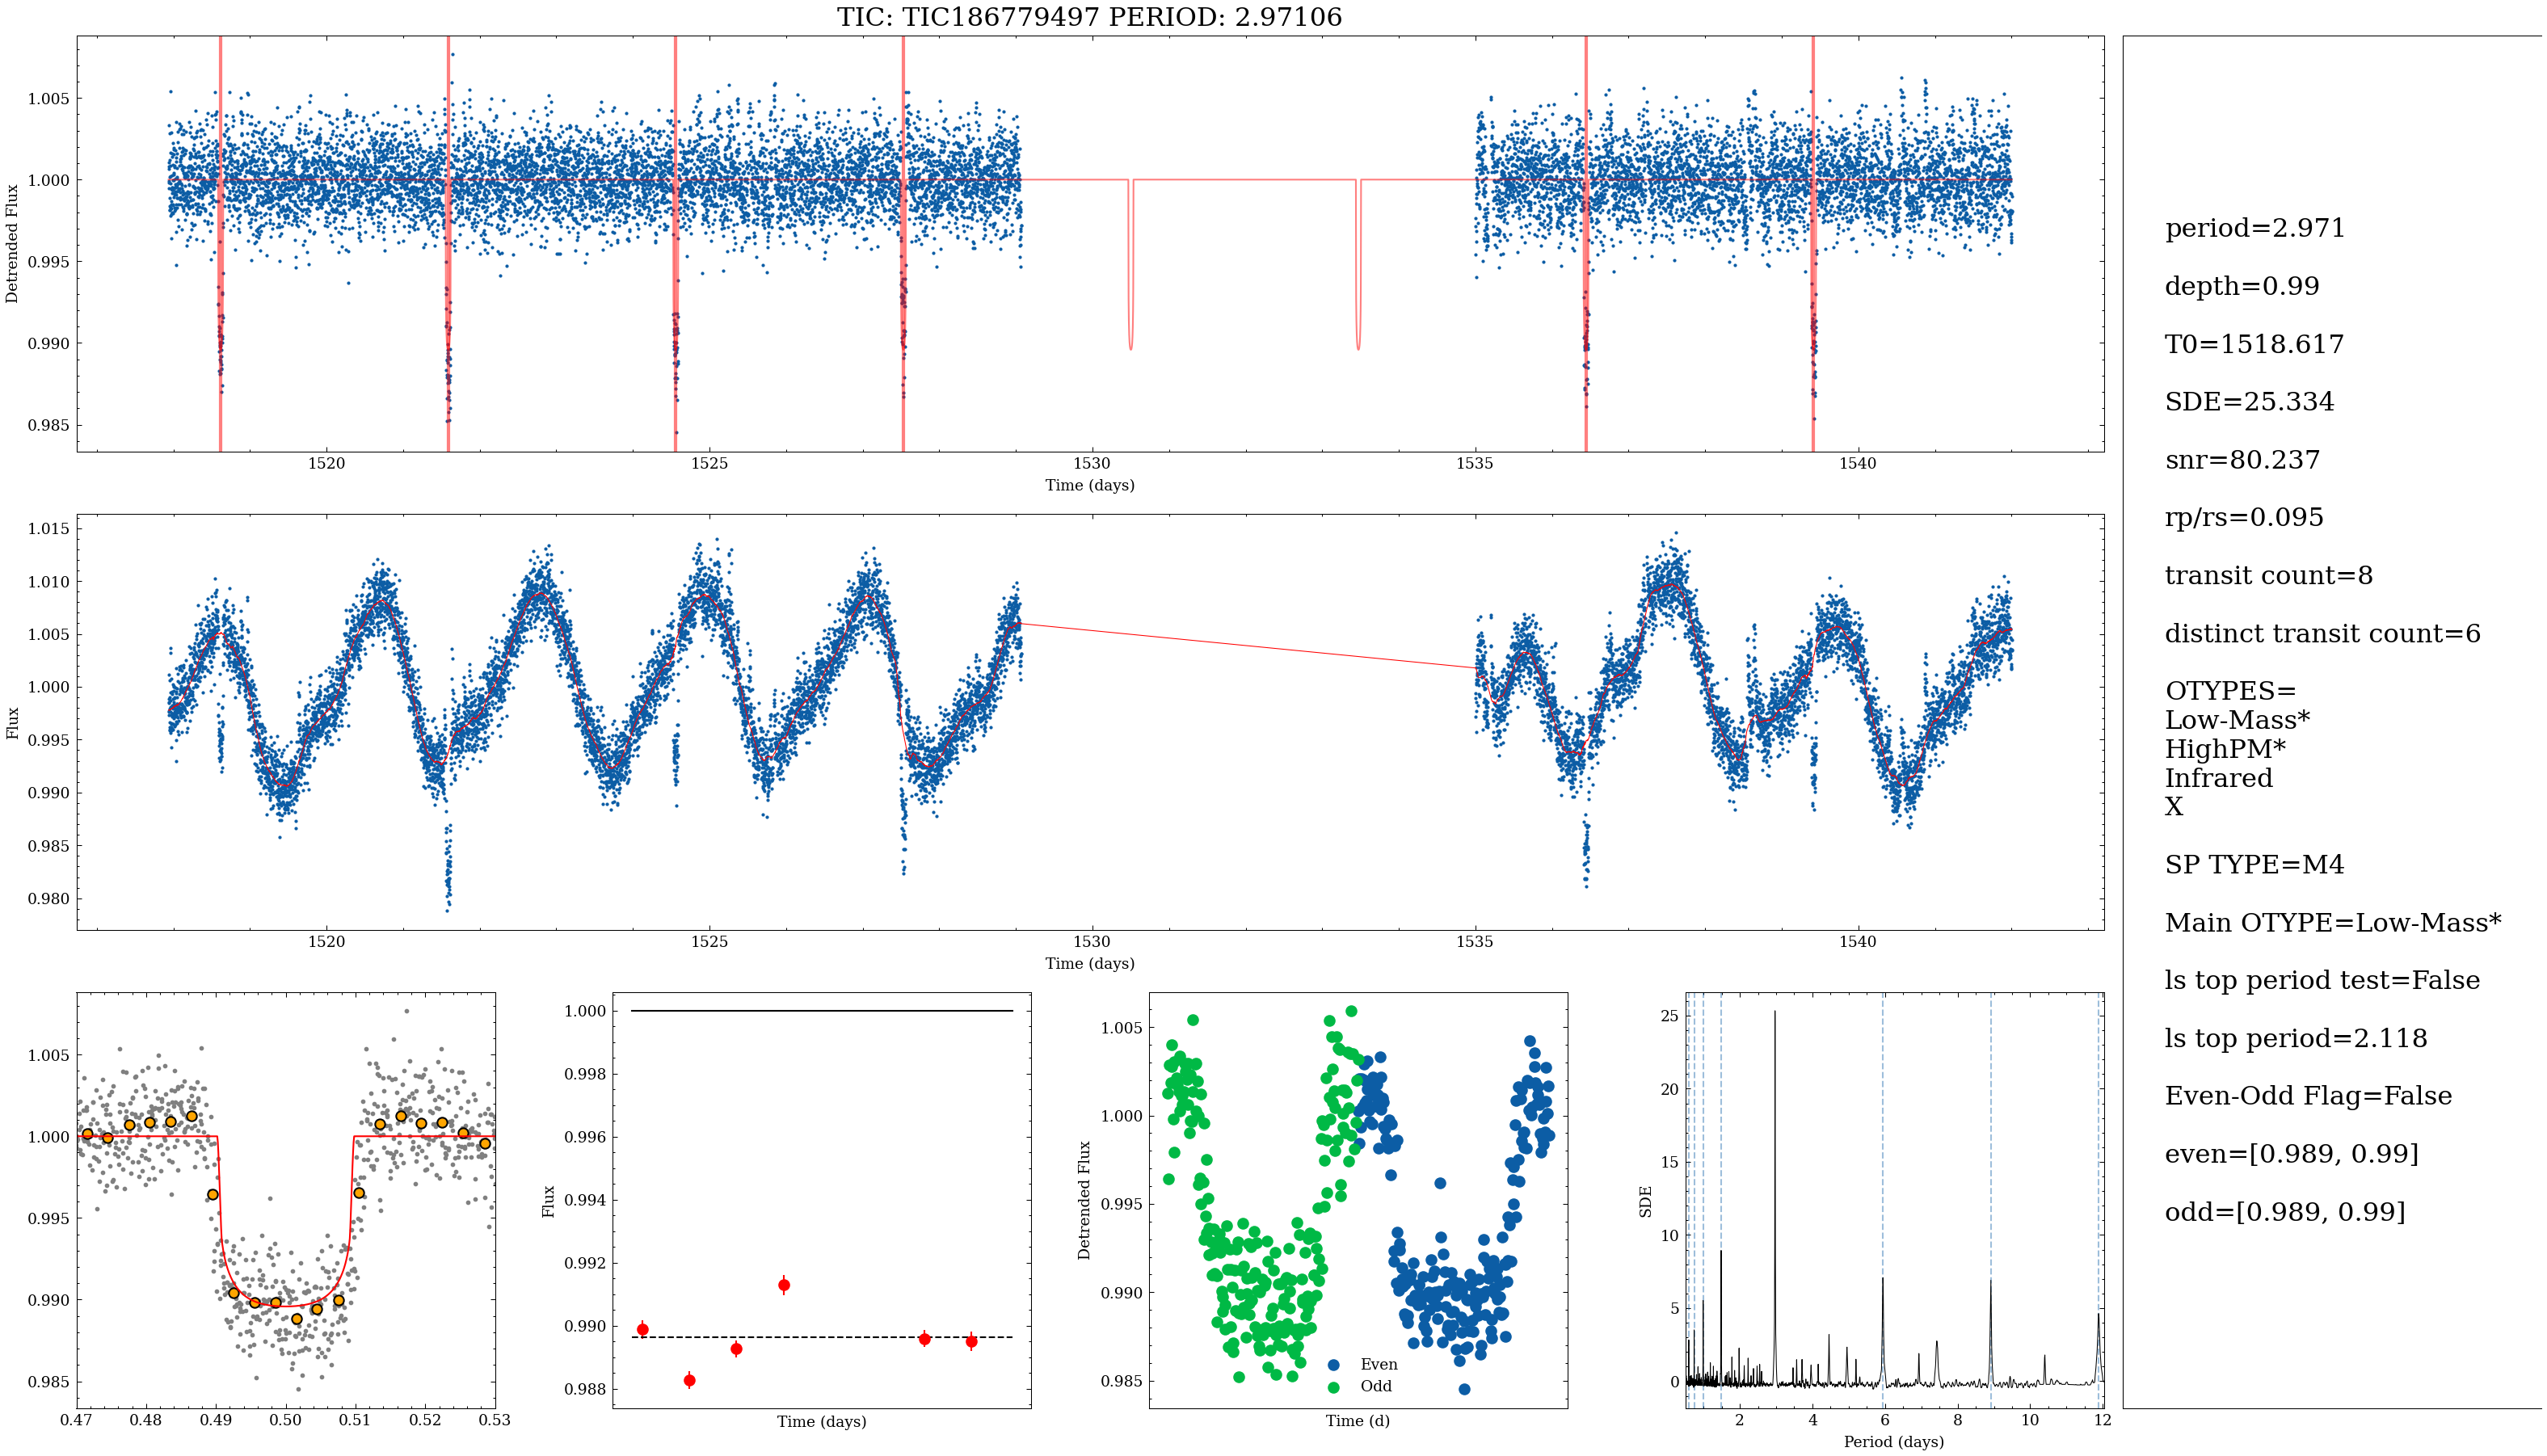 TIC: TIC186779497 PERIOD: 2.97106
Detrended Flux
1.005
1.000
0.995
0.990
0.985
1520
1525
1530
1535
1540
Time (days)
Flux
1.015
1.010
1.005
1.000
0.995
0.990
0.985
0.980
1520
1525
1530
1535
1540
Time (days)
1.005
1.000
0.995
0.990
0.985
0.47
0.48
0.49
0.50
0.51
0.52
0.53
Flux
1.000
0.998
0.996
0.994
0.992
0.990
0.988
Time (days)
Detrended Flux
1.005
1.000
0.995
0.990
0.985
Even
Odd
Time (d)
SDE
25
20
15
10
5
0
2
4
6
8
10
12
Period (days)
period=2.971
depth=0.99
T0=1518.617
SDE=25.334
snr=80.237
rp/rs=0.095
transit count=8
distinct transit count=6
OTYPES=
Low-Mass*
HighPM*
Infrared
X
SP TYPE=M4
Main OTYPE=Low-Mass*
ls top period test=False
ls top period=2.118
Even-Odd Flag=False
even=[0.989, 0.99]
odd=[0.989, 0.99]